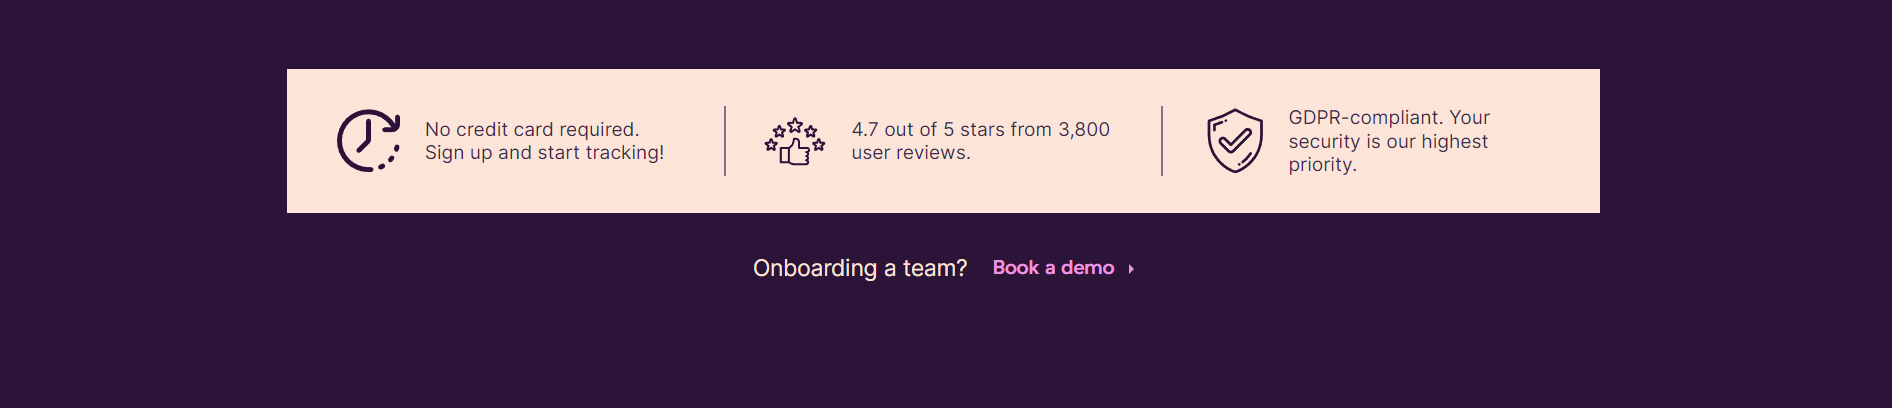 No credit card required.
Sign up and start tracking!
4.7 out of 5 stars from 3,800
user reviews.
GDPR-compliant. Your
security is our highest
priority.
Onboarding a team? Book a demo